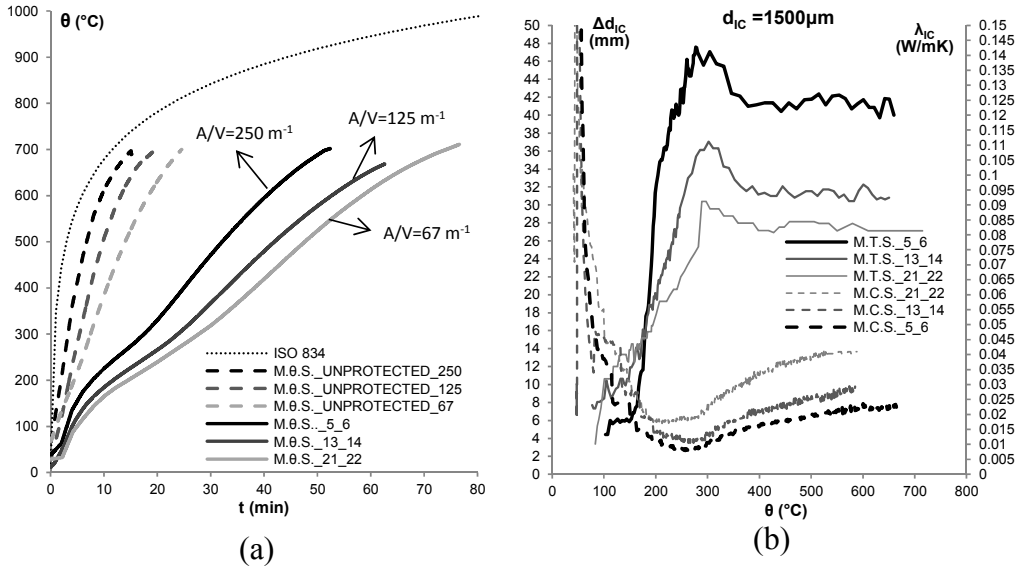 θ (°C)
1000
900
800
700
600
500
400
300
200
100
0
A/V=250 m-1
A/V=125 m-1
A/V=67 m-1
ISO 834
M.θ.S._UNPROTECTED_250
M.θ.S._UNPROTECTED_125
M.θ.S._UNPROTECTED_67
M.θ.S._5_6
M.θ.S._13_14
M.θ.S._21_22
0 10 20 30 40 50 60 70 80
t (min)
(a)
dIC =1500µm
ΔdIC
(mm)
λIC
(W/mK)
50
48
46
44
42
40
38
36
34
32
30
28
26
24
22
20
18
16
14
12
10
8
6
4
2
0
0.15
0.145
0.14
0.135
0.13
0.125
0.12
0.115
0.11
0.105
0.1
0.095
0.09
0.085
0.08
0.075
0.07
0.065
0.06
0.055
0.05
0.045
0.04
0.035
0.03
0.025
0.02
0.015
0.01
0.005
0
M.T.S._5_6
M.T.S._13_14
M.T.S._21_22
M.C.S._21_22
M.C.S._13_14
M.C.S._5_6
0 100 200 300 400 500 600 700 800
θ (°C)
(b)